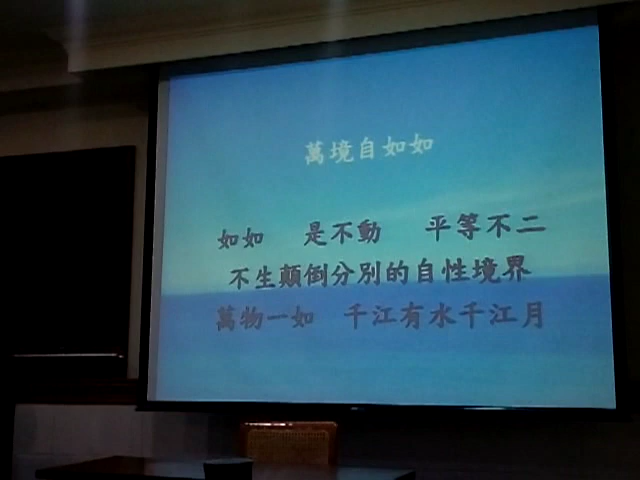 萬境自如如
如如 是不動 平等不二
不生顛倒分別的自性境界
萬物一如 千江有水千江月